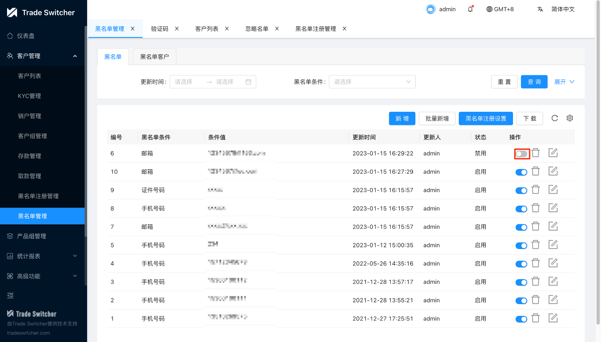 Trade Switcher
admin
GMT+8
简体中文
仪表盘
客户管理
客户列表
KYC管理
销户管理
客户组管理
存款管理
取款管理
黑名单注册管理
黑名单管理
产品组管理
统计报表
高级功能
Trade Switcher
由Trade Switcher提供技术支持
tradeswitcher.com
黑名单管理 ×
验证码 ×
客户列表 ×
忽略名单 ×
黑名单注册管理 ×
黑名单
黑名单客户
更新时间: 请选择 → 请选择
黑名单条件: 请选择
重 置
查 询
展开
新 增
批量新增
黑名单注册设置
下 载
编号 黑名单条件 条件值 更新时间 更新人 状态 操作
6 邮箱 2023-01-15 16:29:22 admin 禁用
10 邮箱 2023-01-15 16:27:29 admin 启用
9 证件号码 2023-01-15 16:15:57 admin 启用
8 手机号码 2023-01-15 16:15:57 admin 启用
7 邮箱 2023-01-15 16:15:57 admin 启用
5 手机号码 2023-01-12 15:00:35 admin 启用
4 手机号码 2022-05-26 14:35:16 admin 启用
3 手机号码 2021-12-28 13:57:17 admin 启用
2 手机号码 2021-12-28 13:55:21 admin 启用
1 手机号码 2021-12-27 17:25:51 admin 启用